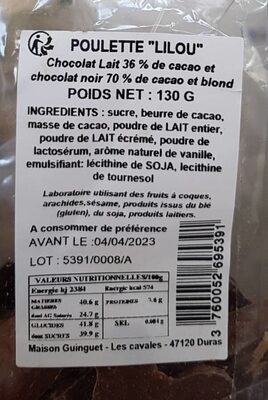 POULETTE "LILOU"
Chocolat Lait 36 % de cacao et
chocolat noir 70 % de cacao et blond
POIDS NET : 130 G
INGREDIENTS : sucre, beurre de cacao,
masse de cacao, poudre de LAIT entier,
poudre de LAIT écrémé, poudre de
lactosérum, arôme naturel de vanille,
emulsifiant: lécithine de SOJA, lecithine
de tournesol
Laboratoire utilisant des fruits à coques,
arachides,sésame, produits issus du blé
(gluten), du soja, produits laitiers.
A consommer de préférence
AVANT LE :04/04/2023
LOT : 5391/0008/A
VALEURS NUTRITIONNELLES/100g
Energie kj 2381 Energie kcal 574
MATIERES GRASSES 40.6 g PROTEINES 7.6 g
dont AG Saturés 24.7 g
GLUCIDES 41.8 g SEL 0.001 g
dont SUCRES 39.9 g
3 760052 695391
Maison Guinguet - Les cavales - 47120 Duras